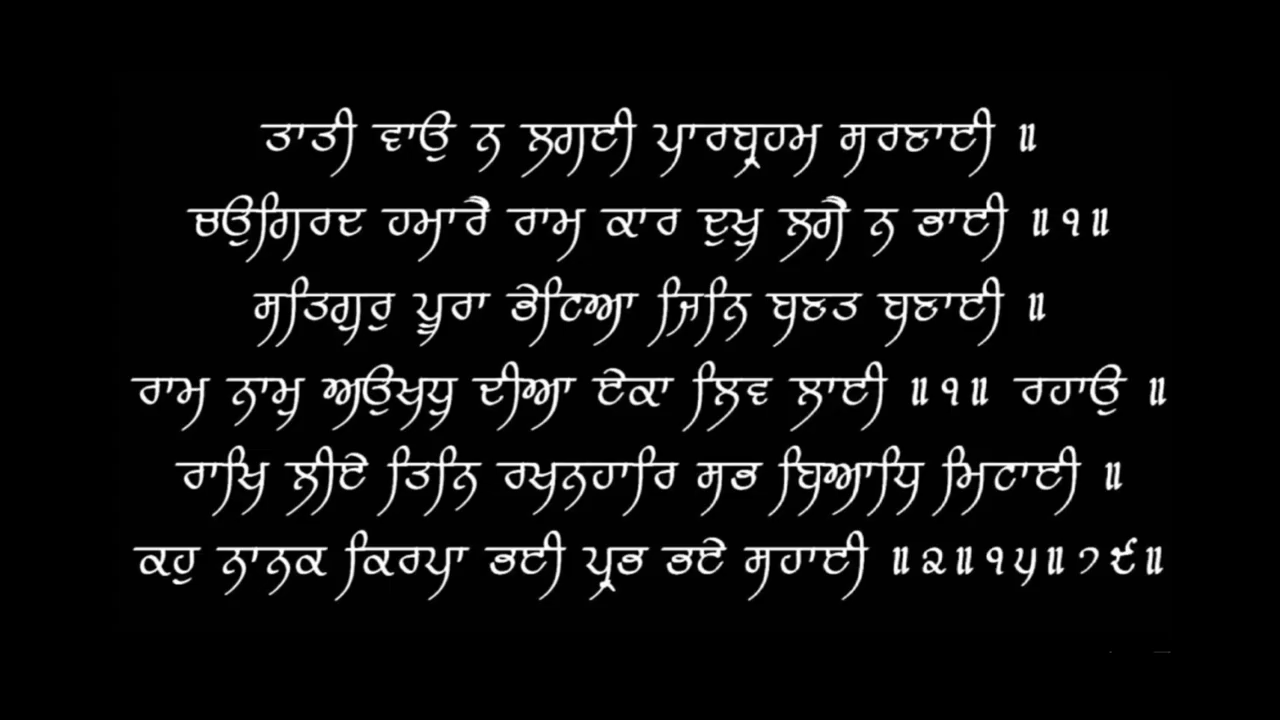 ਤਾਤੀ ਵਾਉ ਨ ਲਗਈ ਪਾਰਬ੍ਰਹਮ ਸਰਣਾਈ ॥
ਚਉਗਿਰਦ ਹਮਾਰੈ ਰਾਮ ਕਾਰ ਦੁਖੁ ਲਗੈ ਨ ਭਾਈ ॥੧॥
ਸਤਿਗੁਰੁ ਪੂਰਾ ਭੇਟਿਆ ਜਿਨਿ ਬਣਤ ਬਣਾਈ ॥
ਰਾਮ ਨਾਮੁ ਅਉਖਧੁ ਦੀਆ ਏਕਾ ਲਿਵ ਲਾਈ ॥੧॥ ਰਹਾਉ ॥
ਰਾਖਿ ਲੀਏ ਤਿਨਿ ਰਖਨਹਾਰਿ ਸਭ ਬਿਆਧਿ ਮਿਟਾਈ ॥
ਕਹੁ ਨਾਨਕ ਕਿਰਪਾ ਭਈ ਪ੍ਰਭ ਭਏ ਸਹਾਈ ॥੨॥੧੫॥੭੯॥